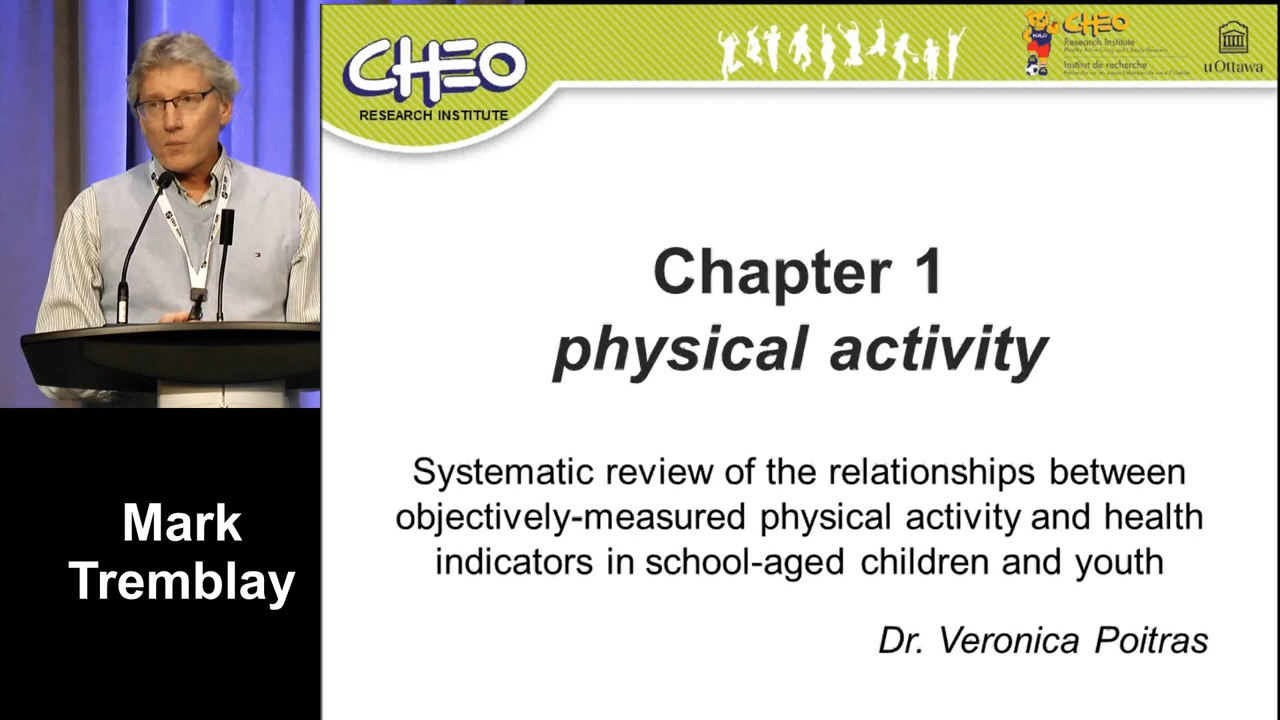 CHEO
RESEARCH INSTITUTE
CHEO
Research Institute
Institut de recherche
uOttawa
Chapter 1
physical activity
Systematic review of the relationships between
objectively-measured physical activity and health
indicators in school-aged children and youth
Dr. Veronica Poitras
Mark
Tremblay